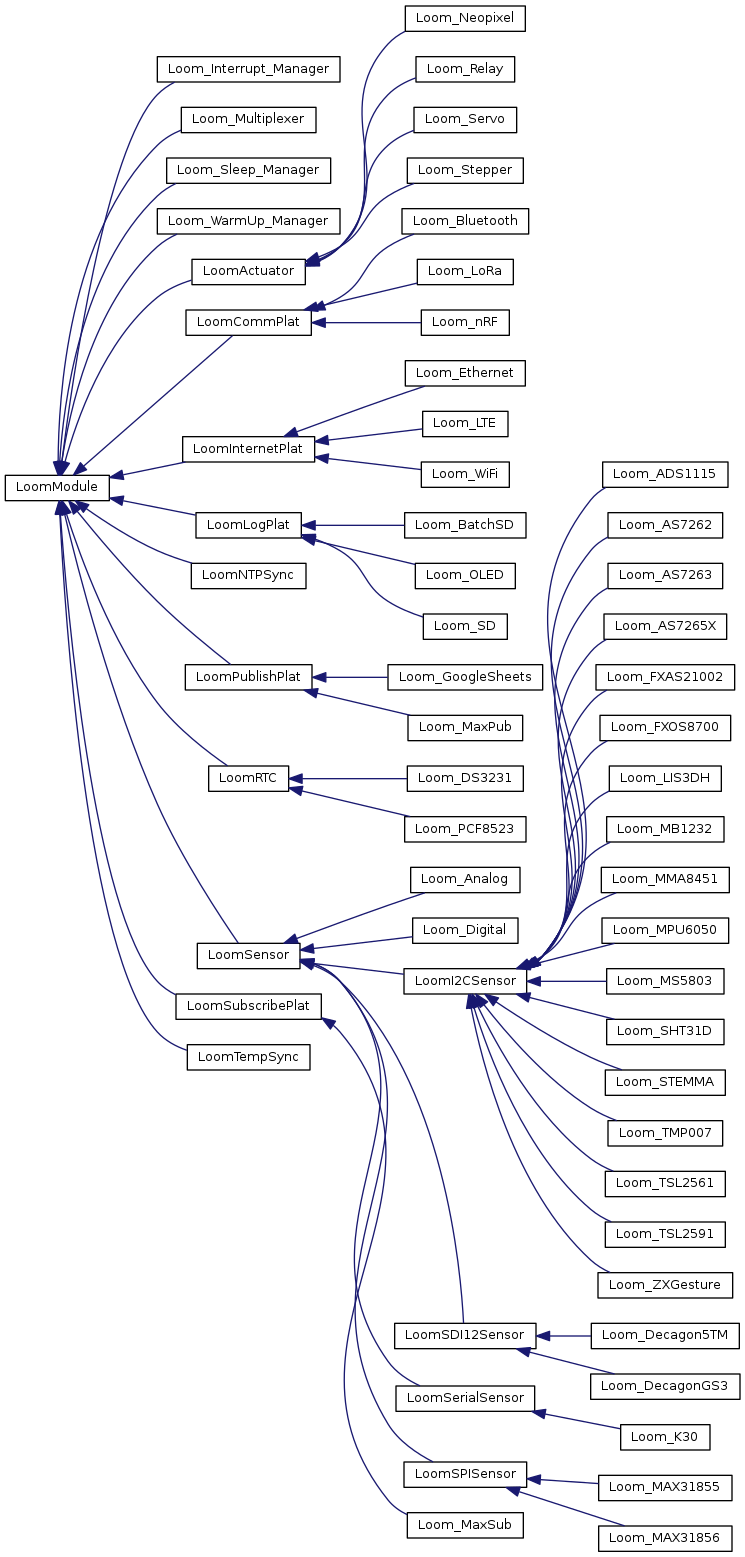 Loom_Neopixel
Loom_Interrupt_Manager
Loom_Relay
Loom_Multiplexer
Loom_Servo
Loom_Sleep_Manager
Loom_Stepper
Loom_WarmUp_Manager
Loom_Bluetooth
LoomActuator
Loom_LoRa
LoomCommPlat
Loom_nRF
Loom_Ethernet
Loom_LTE
LoomInternetPlat
Loom_WiFi
Loom_ADS1115
LoomModule
LoomLogPlat
Loom_BatchSD
Loom_AS7262
LoomNTPSync
Loom_OLED
Loom_AS7263
Loom_SD
Loom_AS7265X
LoomPublishPlat
Loom_GoogleSheets
Loom_FXAS21002
Loom_MaxPub
Loom_FXOS8700
LoomRTC
Loom_DS3231
Loom_LIS3DH
Loom_PCF8523
Loom_MB1232
Loom_Analog
Loom_MMA8451
Loom_Digital
Loom_MPU6050
LoomSensor
LoomI2CSensor
Loom_MS5803
LoomSubscribePlat
Loom_SHT31D
LoomTempSync
Loom_STEMMA
Loom_TMP007
Loom_TSL2561
Loom_TSL2591
Loom_ZXGesture
LoomSDI12Sensor
Loom_Decagon5TM
Loom_DecagonGS3
LoomSerialSensor
Loom_K30
LoomSPISensor
Loom_MAX31855
Loom_MaxSub
Loom_MAX31856